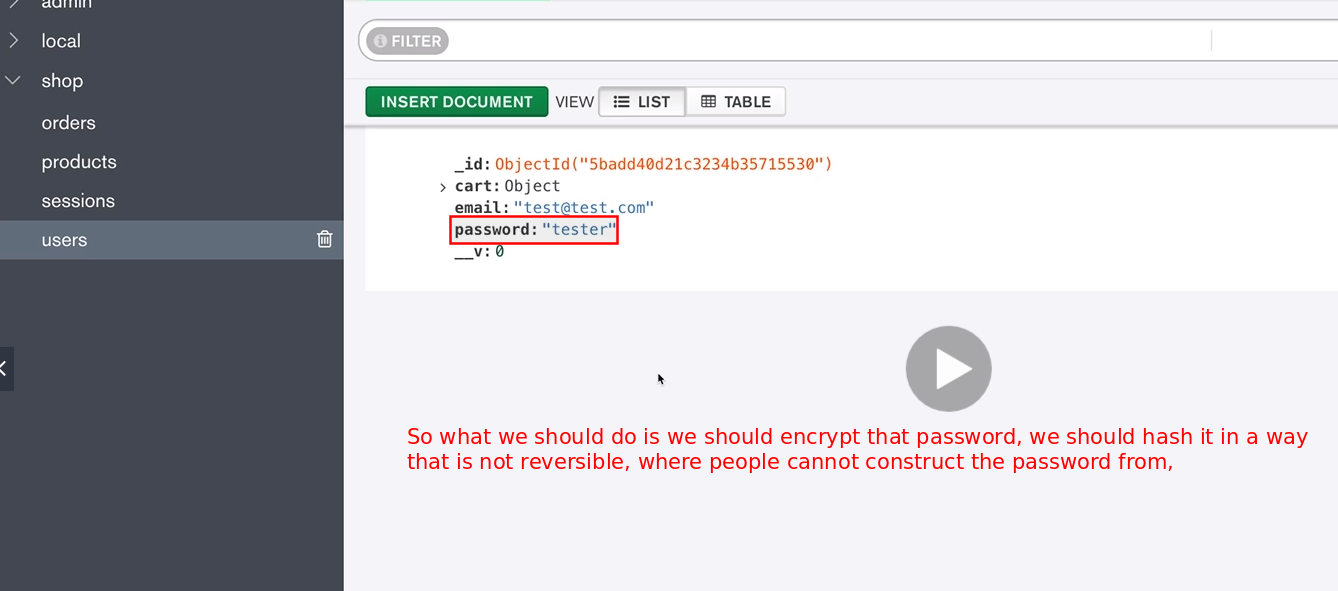 admin
local
shop
orders
products
sessions
users
FILTER
INSERT DOCUMENT VIEW LIST TABLE
_id: ObjectId("5badd40d21c3234b35715530")
cart: Object
email: "test@test.com"
password: "tester"
__v: 0
So what we should do is we should encrypt that password, we should hash it in a way
that is not reversible, where people cannot construct the password from,